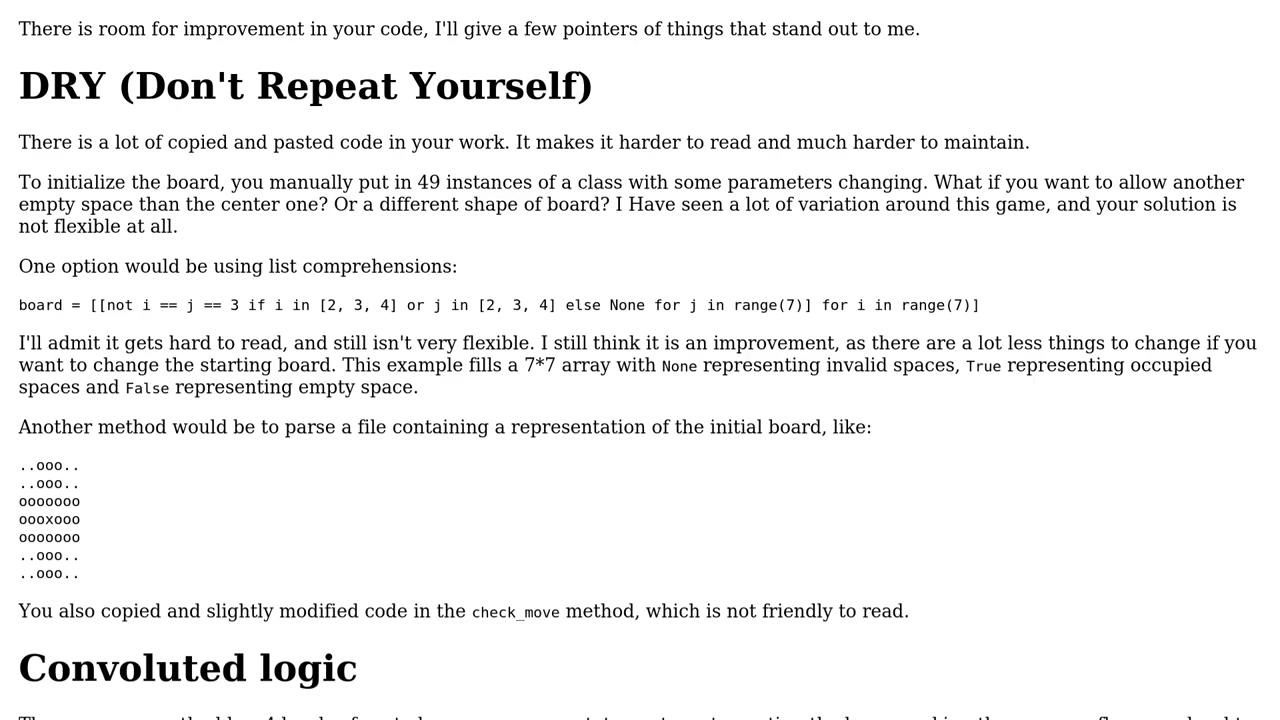 There is room for improvement in your code, I'll give a few pointers of things that stand out to me.
DRY (Don't Repeat Yourself)
There is a lot of copied and pasted code in your work. It makes it harder to read and much harder to maintain.
To initialize the board, you manually put in 49 instances of a class with some parameters changing. What if you want to allow another
empty space than the center one? Or a different shape of board? I Have seen a lot of variation around this game, and your solution is
not flexible at all.
One option would be using list comprehensions:
board = [[not i == j == 3 if i in [2, 3, 4] or j in [2, 3, 4] else None for j in range(7)] for i in range(7)]
I'll admit it gets hard to read, and still isn't very flexible. I still think it is an improvement, as there are a lot less things to change if you
want to change the starting board. This example fills a 7*7 array with None representing invalid spaces, True representing occupied
spaces and False representing empty space.
Another method would be to parse a file containing a representation of the initial board, like:
..ooo..
..ooo..
ooooooo
oooxooo
ooooooo
..ooo..
..ooo..
You also copied and slightly modified code in the check_move method, which is not friendly to read.
Convoluted logic